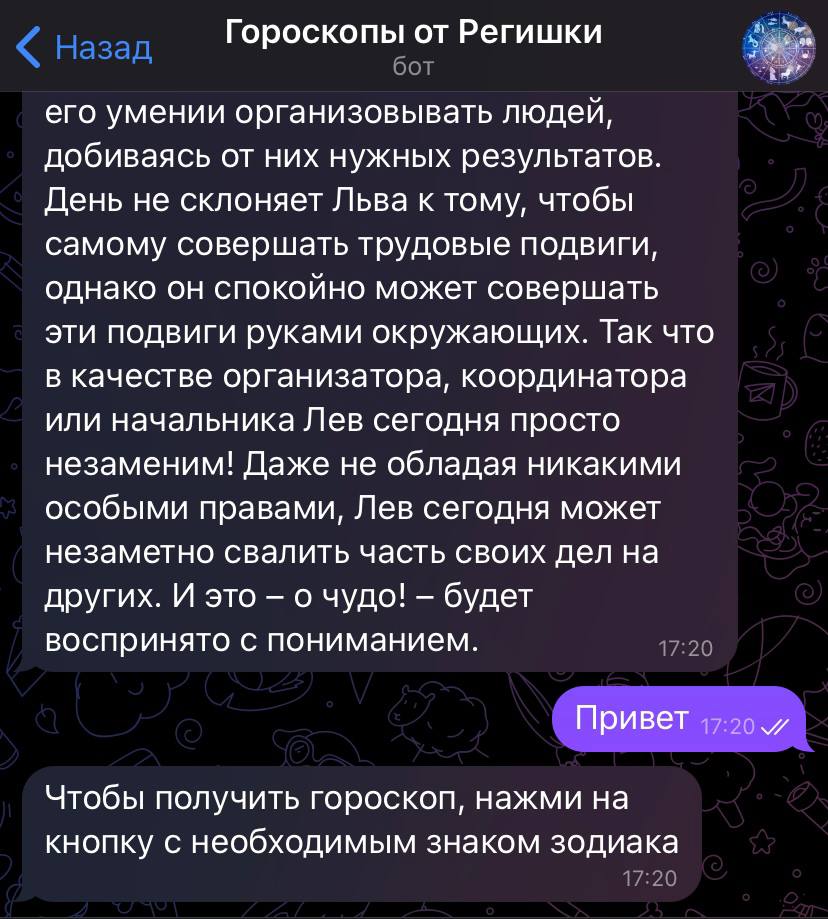 Назад
Гороскопы от Регишки
бот
его умении организовывать людей,
добиваясь от них нужных результатов.
День не склоняет Льва к тому, чтобы
самому совершать трудовые подвиги,
однако он спокойно может совершать
эти подвиги руками окружающих. Так что
в качестве организатора, координатора
или начальника Лев сегодня просто
незаменим! Даже не обладая никакими
особыми правами, Лев сегодня может
незаметно свалить часть своих дел на
других. И это – о чудо! – будет
воспринято с пониманием.
17:20
Привет 17:20
Чтобы получить гороскоп, нажми на
кнопку с необходимым знаком зодиака
17:20